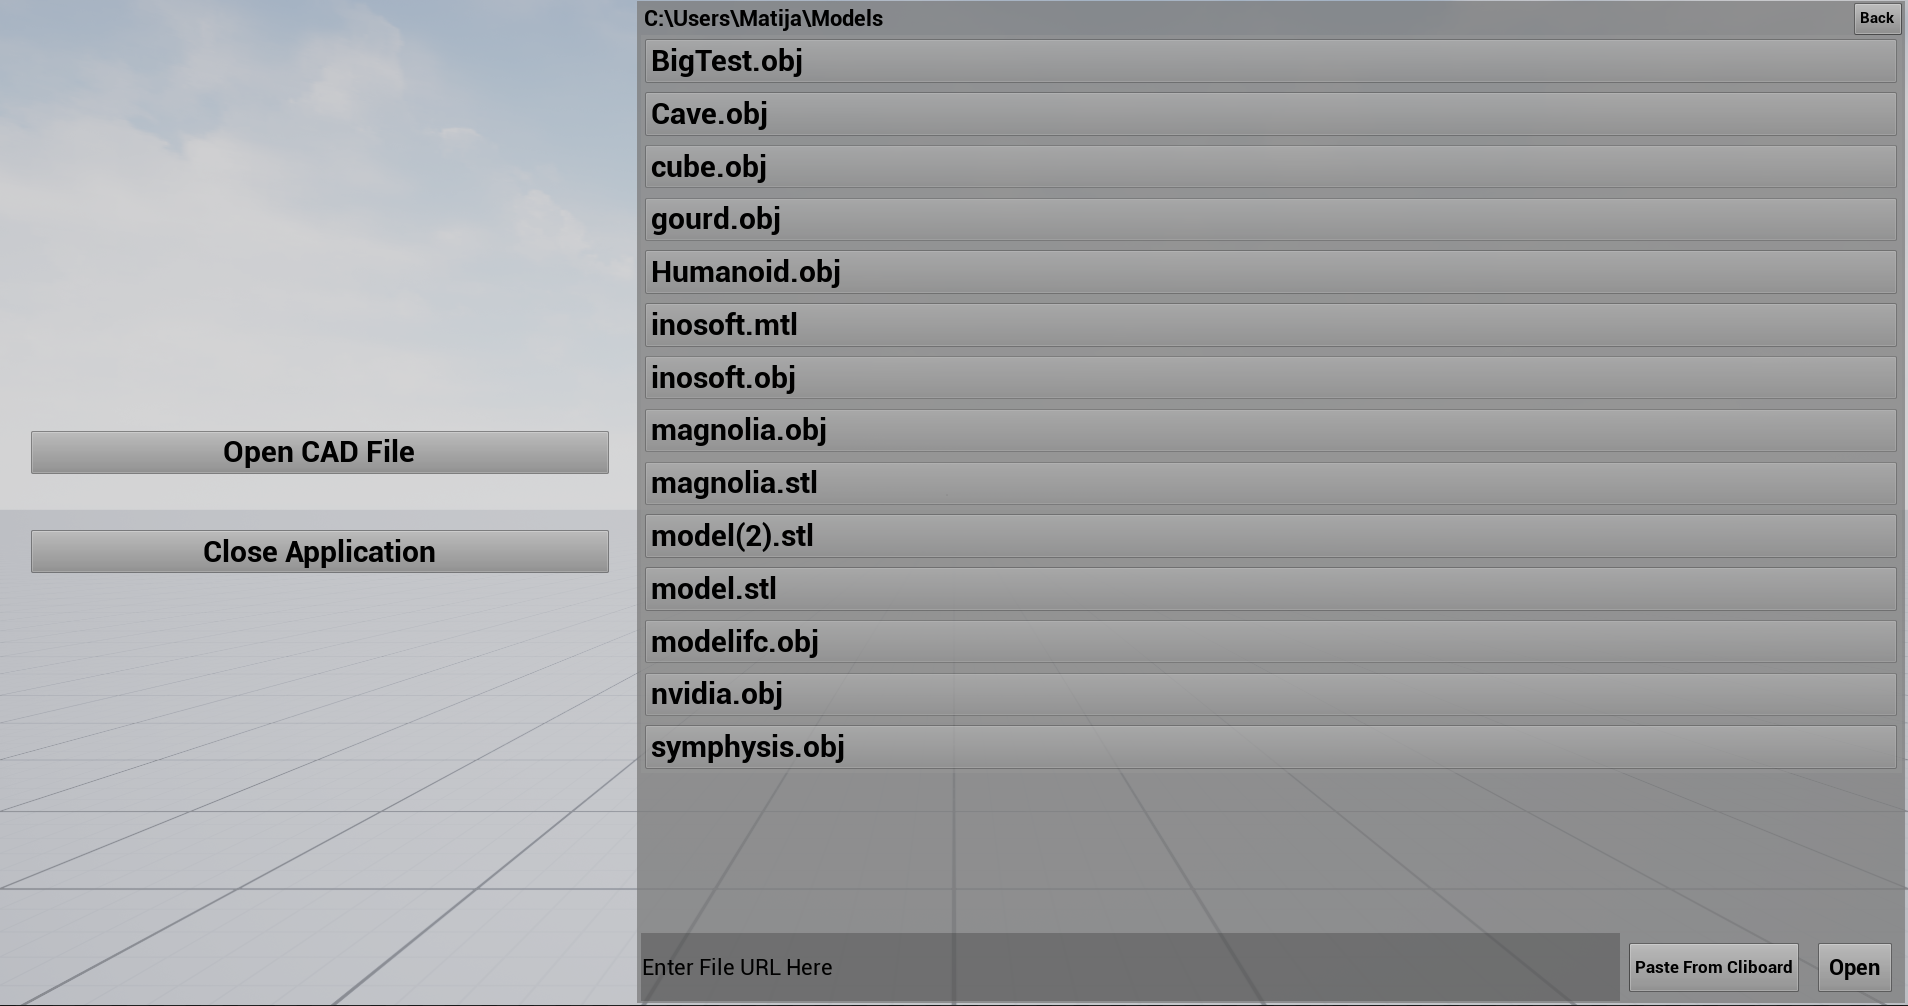 C:\Users\Matija\Models
Back
BigTest.obj
Cave.obj
cube.obj
gourd.obj
Humanoid.obj
inosoft.mtl
inosoft.obj
magnolia.obj
magnolia.stl
model(2).stl
model.stl
modelifc.obj
nvidia.obj
symphysis.obj
Open CAD File
Close Application
Enter File URL Here
Paste From Cliboard
Open